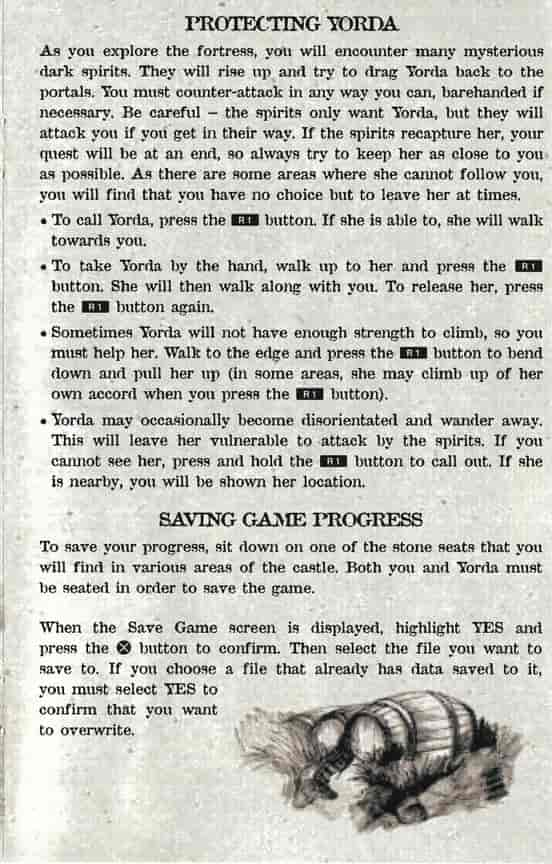 PROTECTING YORDA
As you explore the fortress, you will encounter many mysterious
dark spirits. They will rise up and try to drag Yorda back to the
portals. You must counter-attack in any way you can, barehanded if
necessary. Be careful – the spirits only want Yorda, but they will
attack you if you get in their way. If the spirits recapture her, your
quest will be at an end, so always try to keep her as close to you
as possible. As there are some areas where she cannot follow you,
you will find that you have no choice but to leave her at times.
• To call Yorda, press the R1 button. If she is able to, she will walk
towards you.
• To take Yorda by the hand, walk up to her and press the R1
button. She will then walk along with you. To release her, press
the R1 button again.
• Sometimes Yorda will not have enough strength to climb, so you
must help her. Walk to the edge and press the R1 button to bend
down and pull her up (in some areas, she may climb up of her
own accord when you press the R1 button).
• Yorda may occasionally become disorientated and wander away.
This will leave her vulnerable to attack by the spirits. If you
cannot see her, press and hold the R1 button to call out. If she
is nearby, you will be shown her location.
SAVING GAME PROGRESS
To save your progress, sit down on one of the stone seats that you
will find in various areas of the castle. Both you and Yorda must
be seated in order to save the game.
When the Save Game screen is displayed, highlight YES and
press the ⊗ button to confirm. Then select the file you want to
save to. If you choose a file that already has data saved to it,
you must select YES to
confirm that you want
to overwrite.